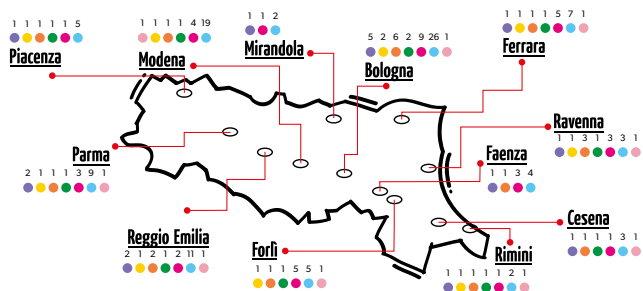 1 1 1 1 1 5
Piacenza
1 1 1 1 4 19
Modena
1 1 2
Mirandola
5 2 6 2 9 26 1
Bologna
1 1 1 1 5 7 1
Ferrara
Ravenna
1 1 3 1 3 3 1
Parma
2 1 1 1 3 9 1
Faenza
1 1 3 4
Reggio Emilia
2 1 2 1 2 11 1
Forlì
1 1 1 5 5 1
Cesena
1 1 1 1 3 1
Rimini
1 1 1 1 1 2 1